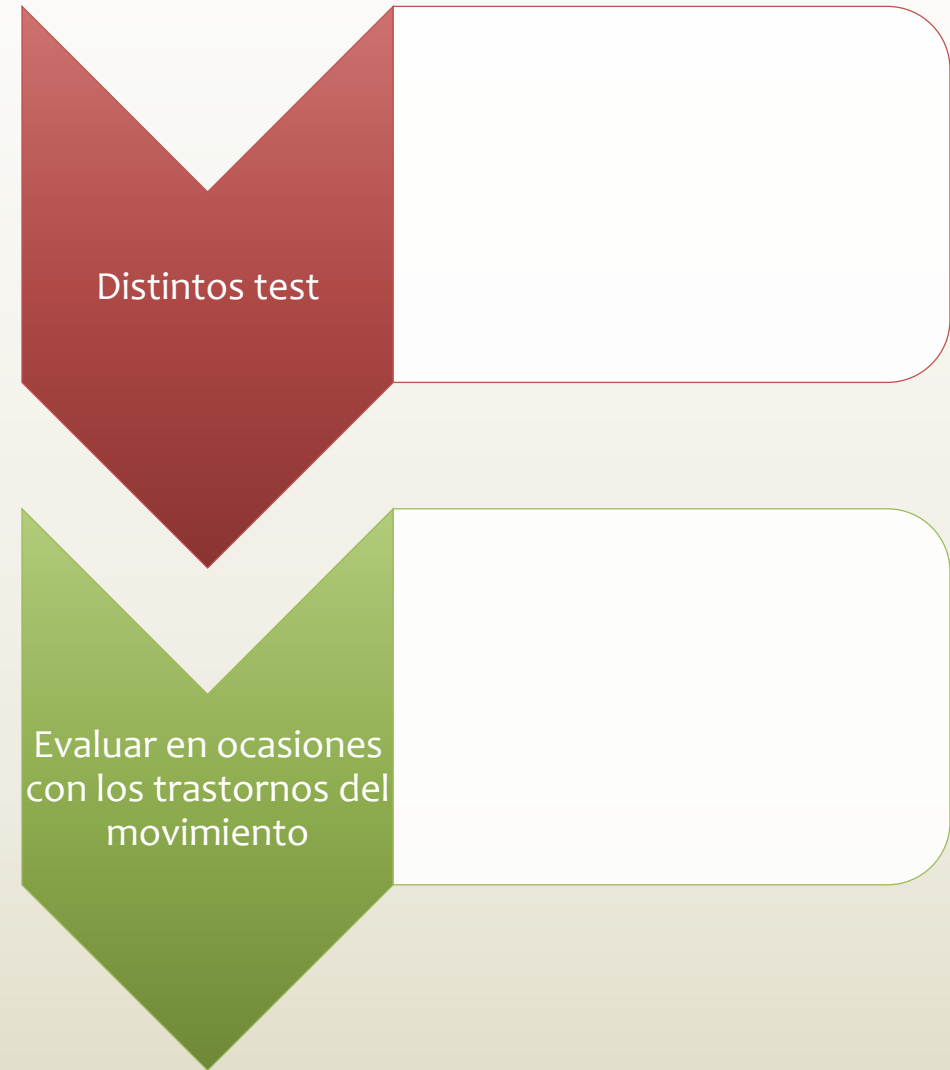 Distintos test
Evaluar en ocasiones
con los trastornos del
movimiento